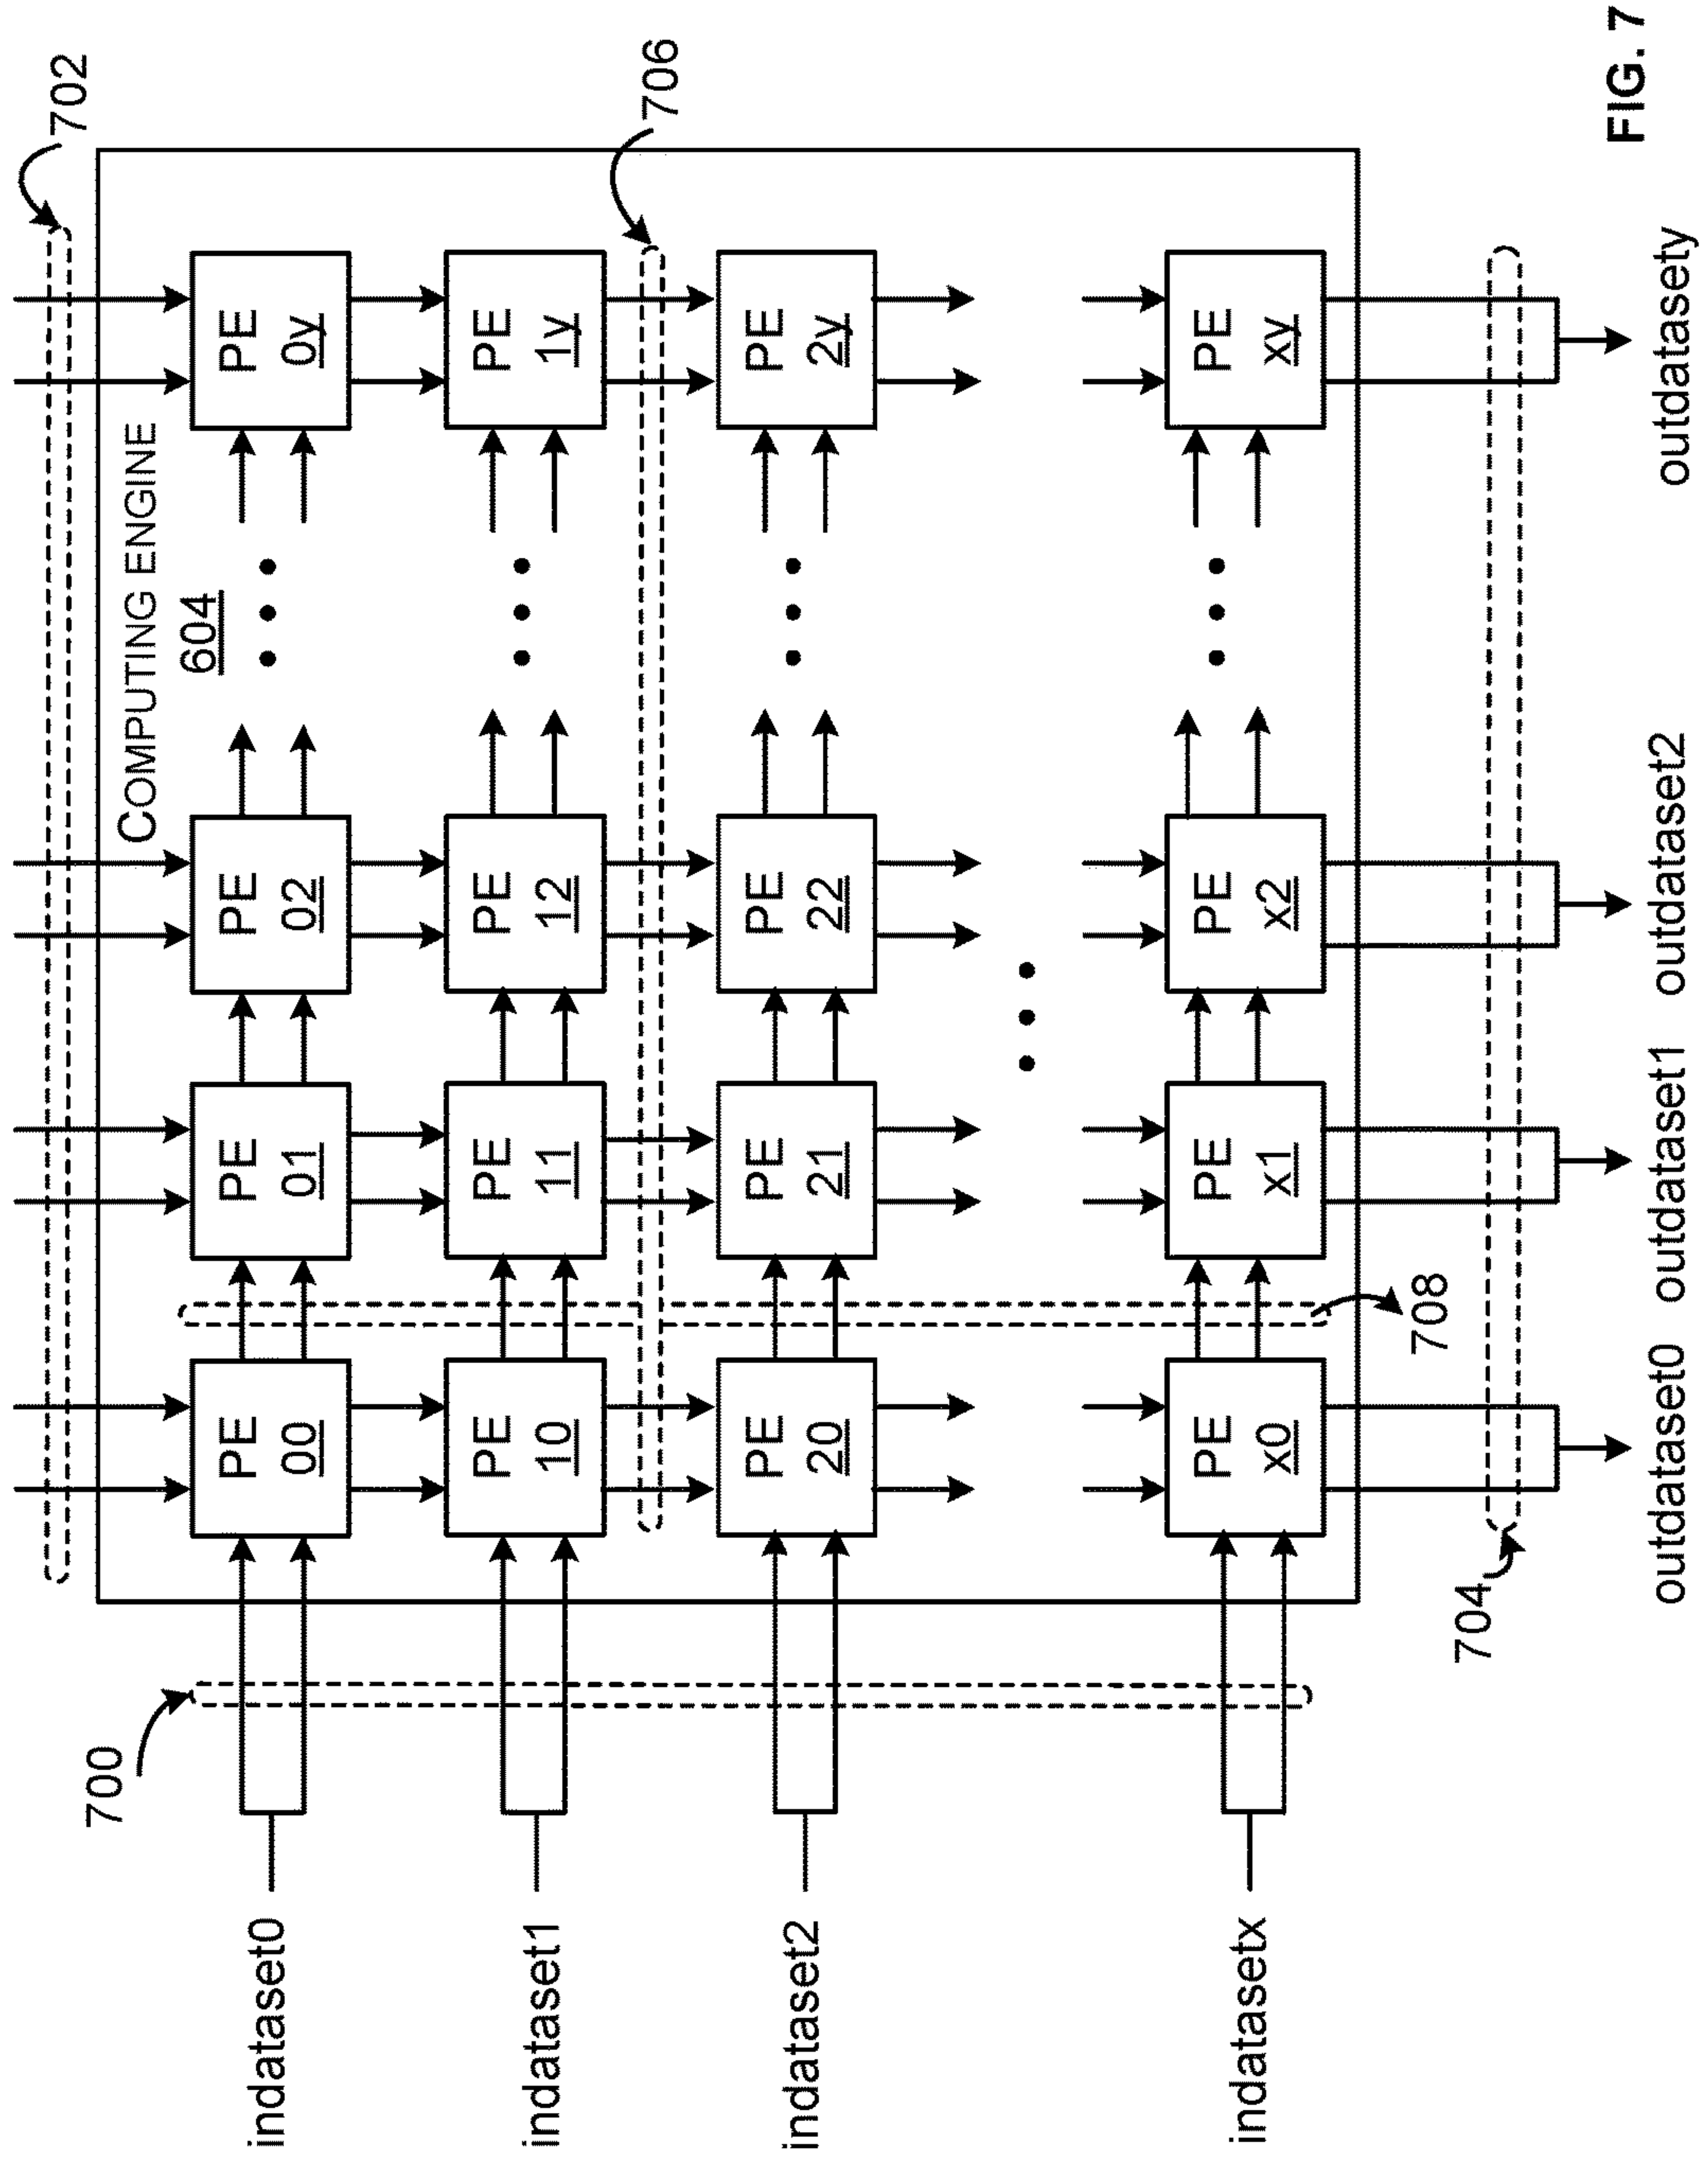 702
700
COMPUTING ENGINE
604
indataset0
PE
00
PE
01
PE
02
PE
0y
indataset1
PE
10
PE
11
PE
12
PE
1y
706
indataset2
PE
20
PE
21
PE
22
PE
2y
indatasetx
PE
x0
PE
x1
PE
x2
PE
xy
708
704
outdataset0
outdataset1
outdataset2
outdatasety
FIG. 7